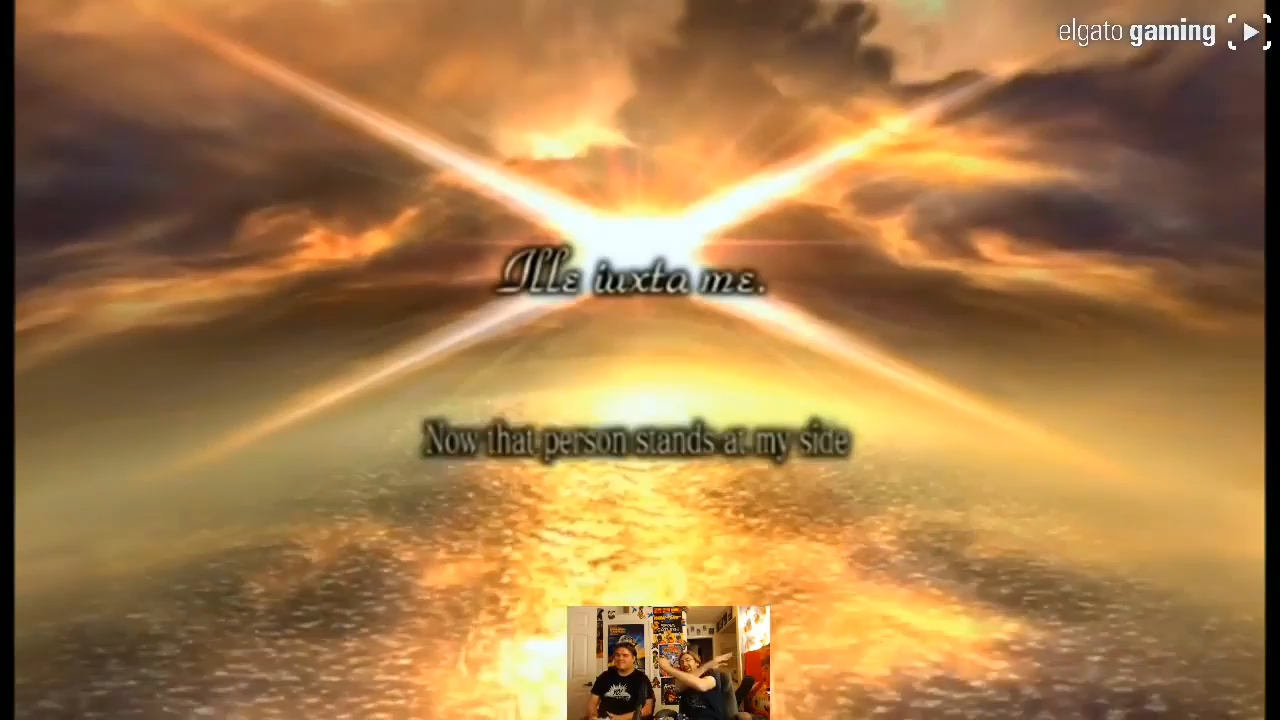 elgato gaming
Ille iuxta me.
Now that person stands at my side